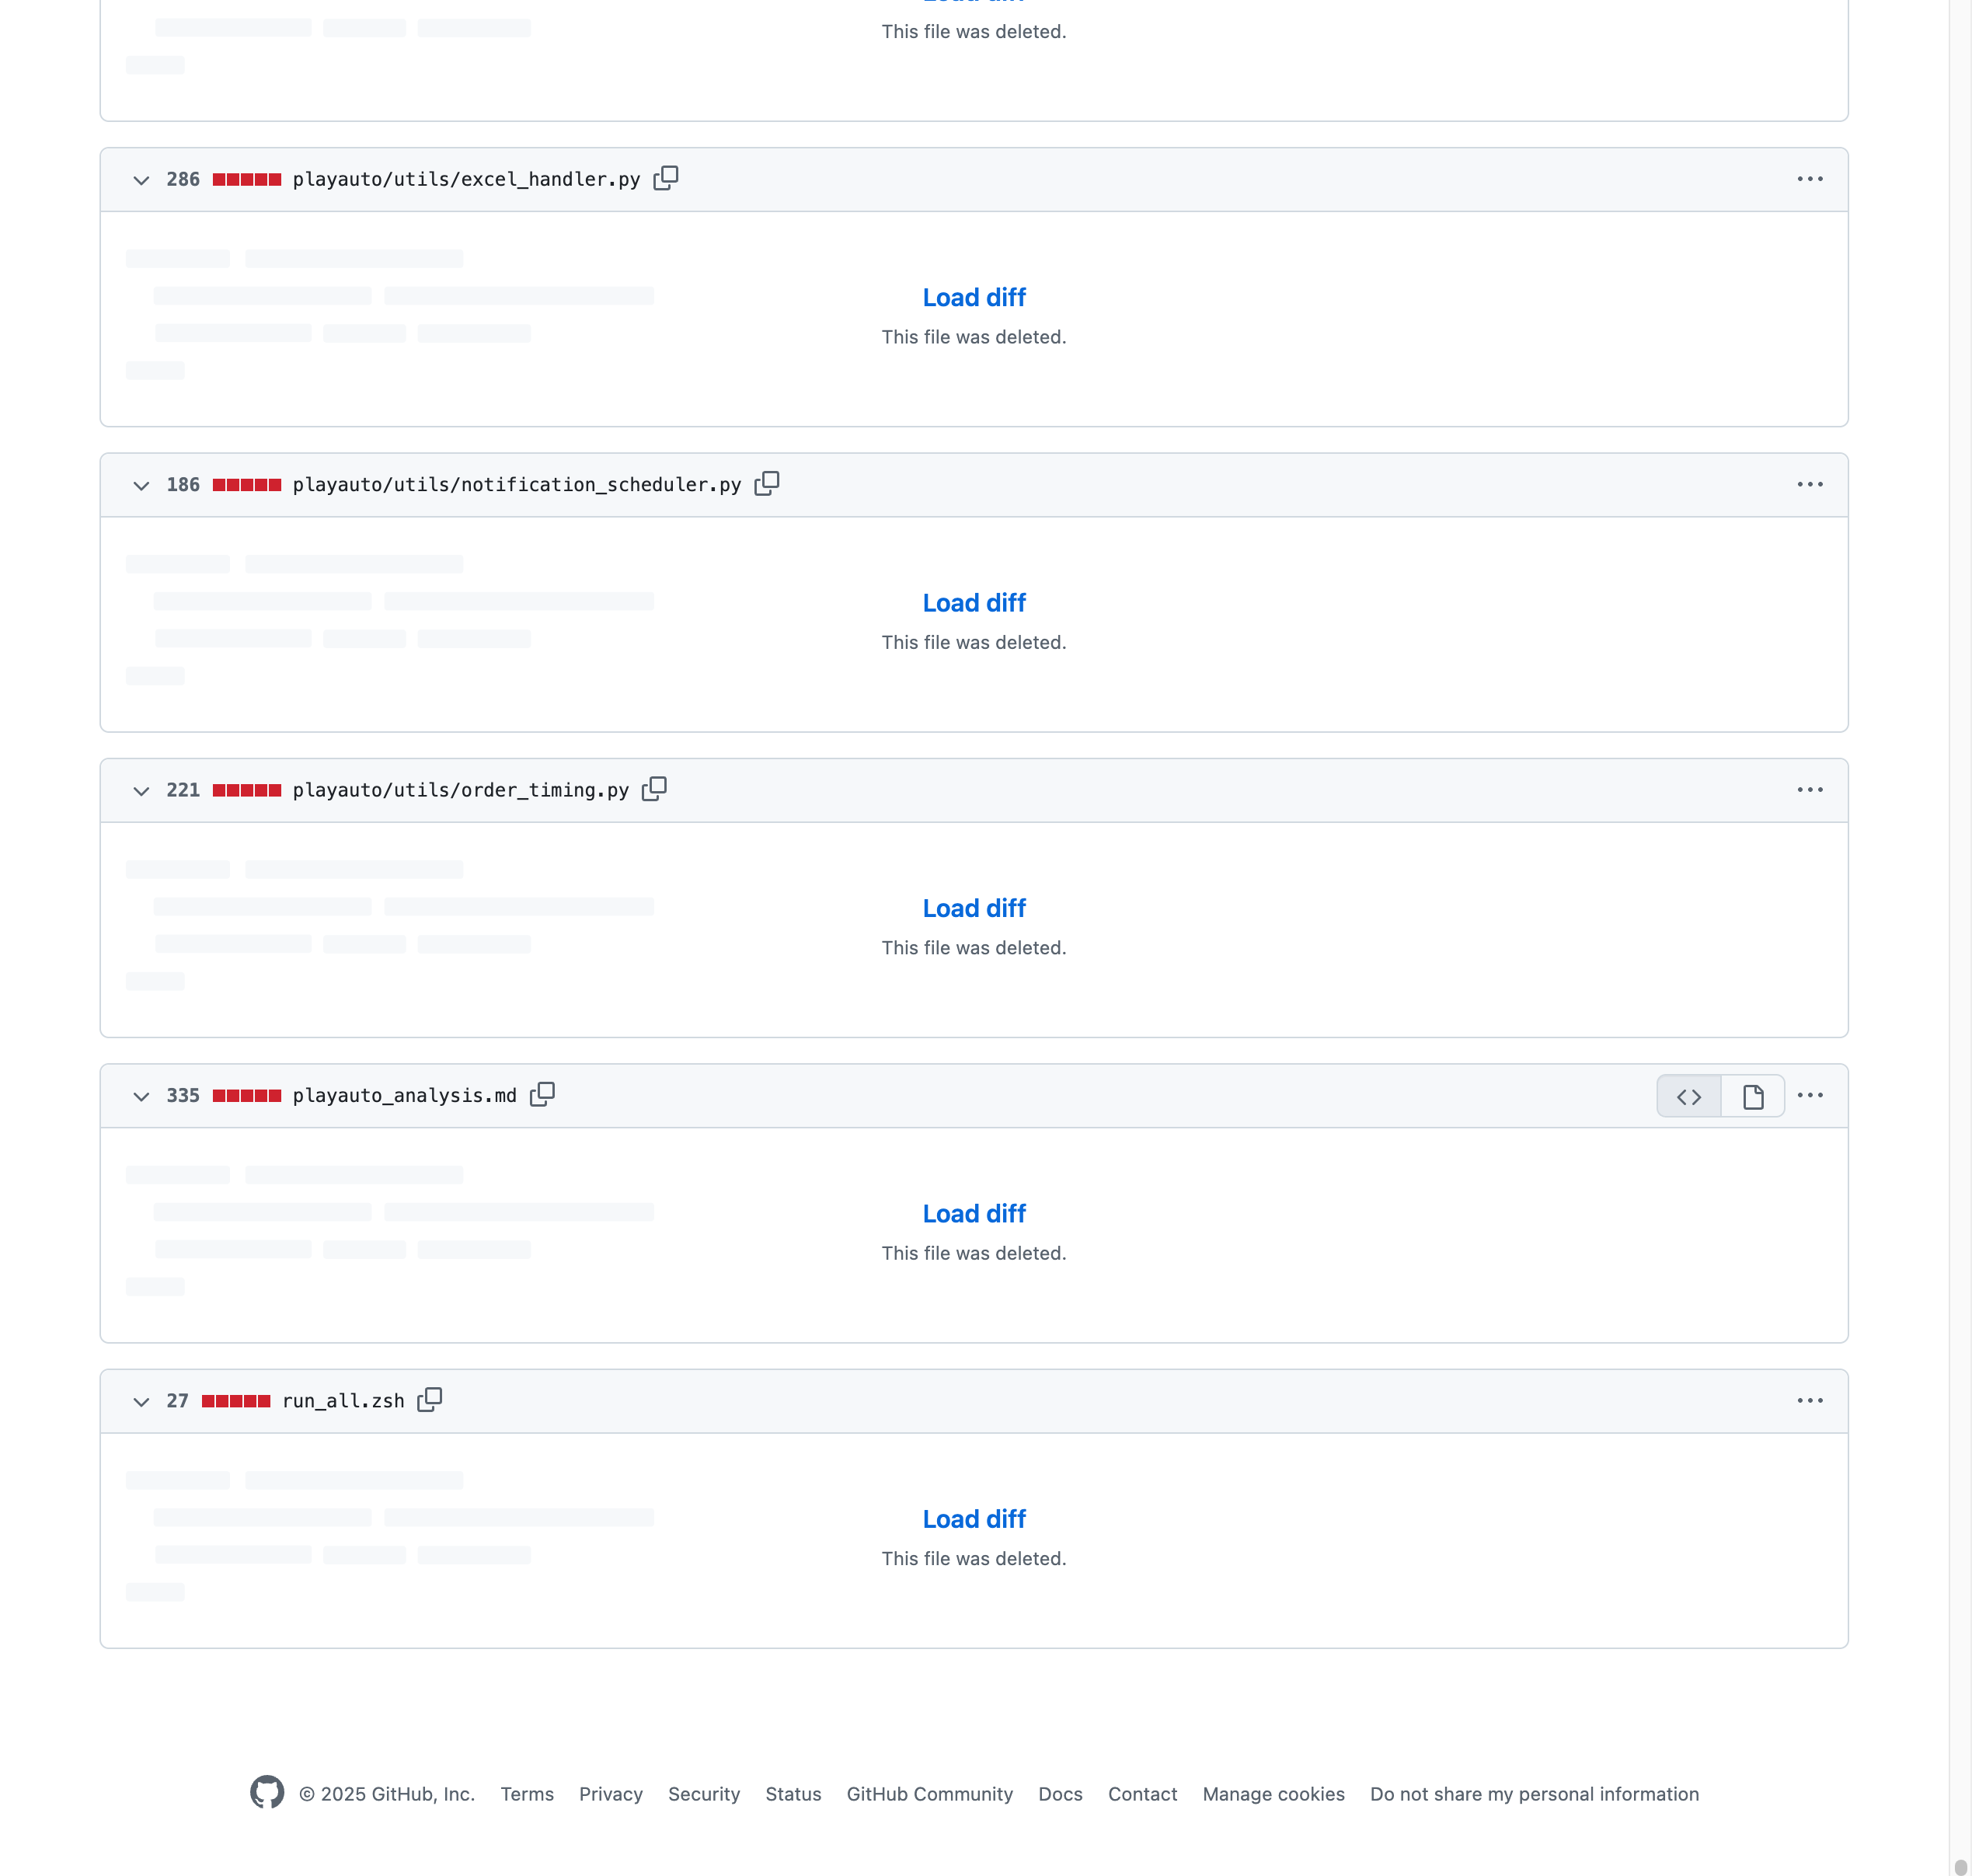 This file was deleted.
286 playauto/utils/excel_handler.py
Load diff
This file was deleted.
186 playauto/utils/notification_scheduler.py
Load diff
This file was deleted.
221 playauto/utils/order_timing.py
Load diff
This file was deleted.
335 playauto_analysis.md
Load diff
This file was deleted.
27 run_all.zsh
Load diff
This file was deleted.
© 2025 GitHub, Inc. Terms Privacy Security Status GitHub Community Docs Contact Manage cookies Do not share my personal information